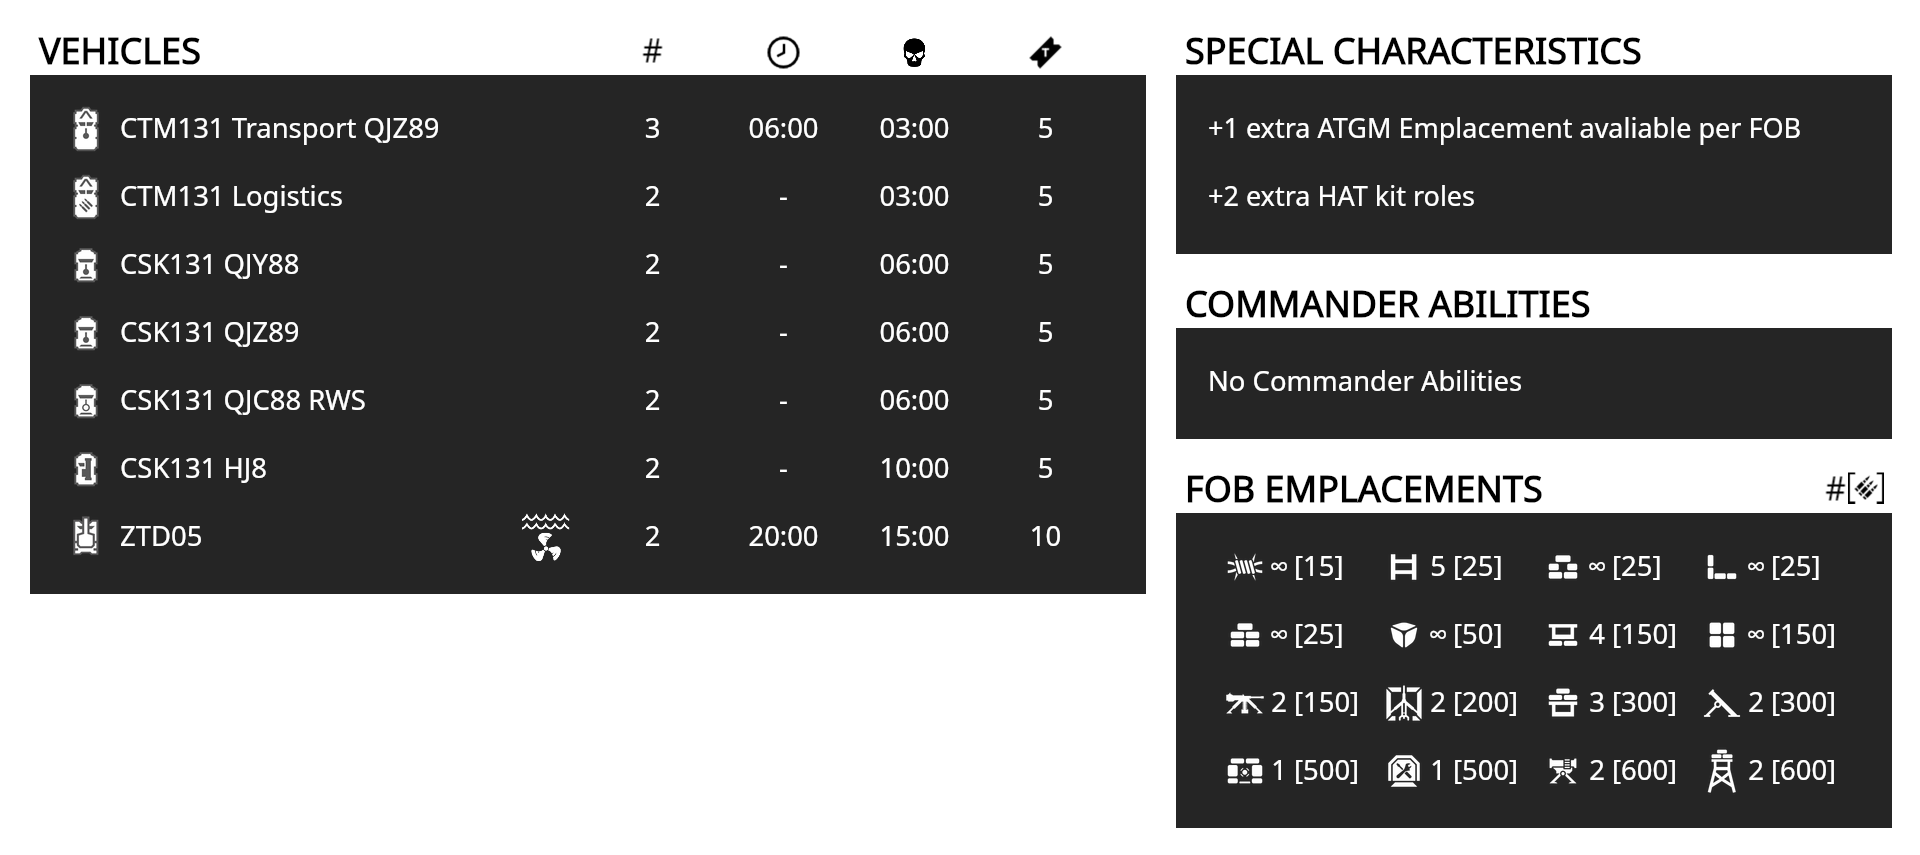 VEHICLES #
CTM131 Transport QJZ89 3 06:00 03:00 5
CTM131 Logistics 2 - 03:00 5
CSK131 QJY88 2 - 06:00 5
CSK131 QJZ89 2 - 06:00 5
CSK131 QJC88 RWS 2 - 06:00 5
CSK131 HJ8 2 - 10:00 5
ZTD05 2 20:00 15:00 10
SPECIAL CHARACTERISTICS
+1 extra ATGM Emplacement avaliable per FOB
+2 extra HAT kit roles
COMMANDER ABILITIES
No Commander Abilities
FOB EMPLACEMENTS #[]
∞ [15] 5 [25] ∞ [25] ∞ [25]
∞ [25] ∞ [50] 4 [150] ∞ [150]
2 [150] 2 [200] 3 [300] 2 [300]
1 [500] 1 [500] 2 [600] 2 [600]